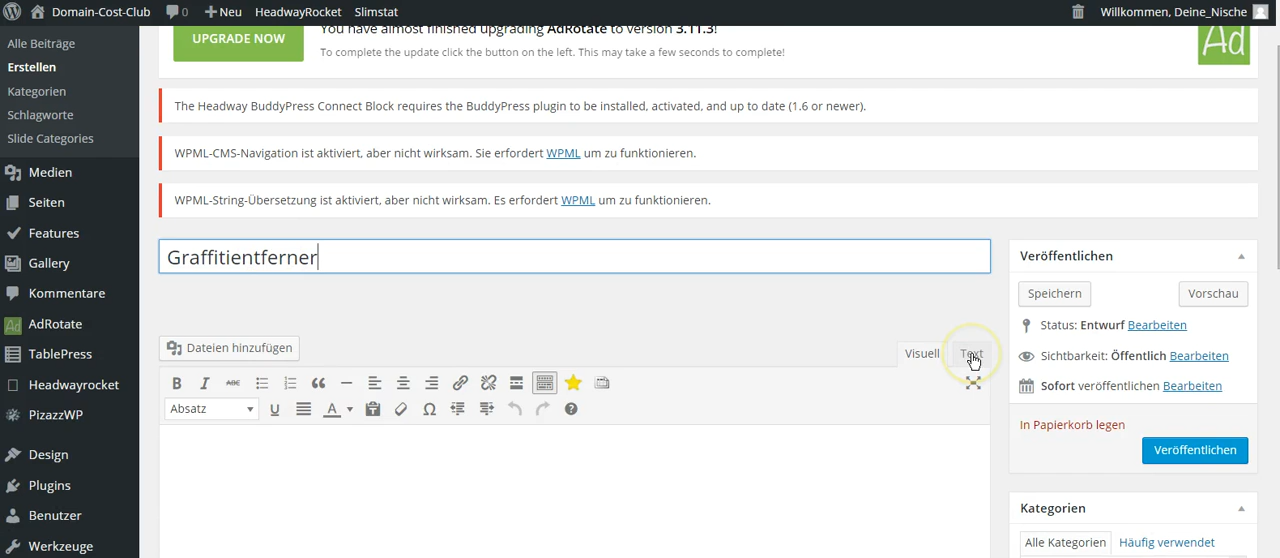 Domain-Cost-Club 0 Neu HeadwayRocket Slimstat Willkommen, Deine_Nische
Alle Beiträge
Erstellen
Kategorien
Schlagworte
Slide Categories
Medien
Seiten
Features
Gallery
Kommentare
AdRotate
TablePress
Headwayrocket
PizazzWP
Design
Plugins
Benutzer
Werkzeuge
UPGRADE NOW
You have almost finished upgrading AdRotate to version 3.11.3!
To complete the update click the button on the left. This may take a few seconds to complete!
Ad
The Headway BuddyPress Connect Block requires the BuddyPress plugin to be installed, activated, and up to date (1.6 or newer).
WPML-CMS-Navigation ist aktiviert, aber nicht wirksam. Sie erfordert WPML um zu funktionieren.
WPML-String-Übersetzung ist aktiviert, aber nicht wirksam. Es erfordert WPML um zu funktionieren.
Graffitientferner
Dateien hinzufügen
Visuell Text
B I ABC
Absatz U A Ω
Veröffentlichen
Speichern Vorschau
Status: Entwurf Bearbeiten
Sichtbarkeit: Öffentlich Bearbeiten
Sofort veröffentlichen Bearbeiten
In Papierkorb legen
Veröffentlichen
Kategorien
Alle Kategorien Häufig verwendet